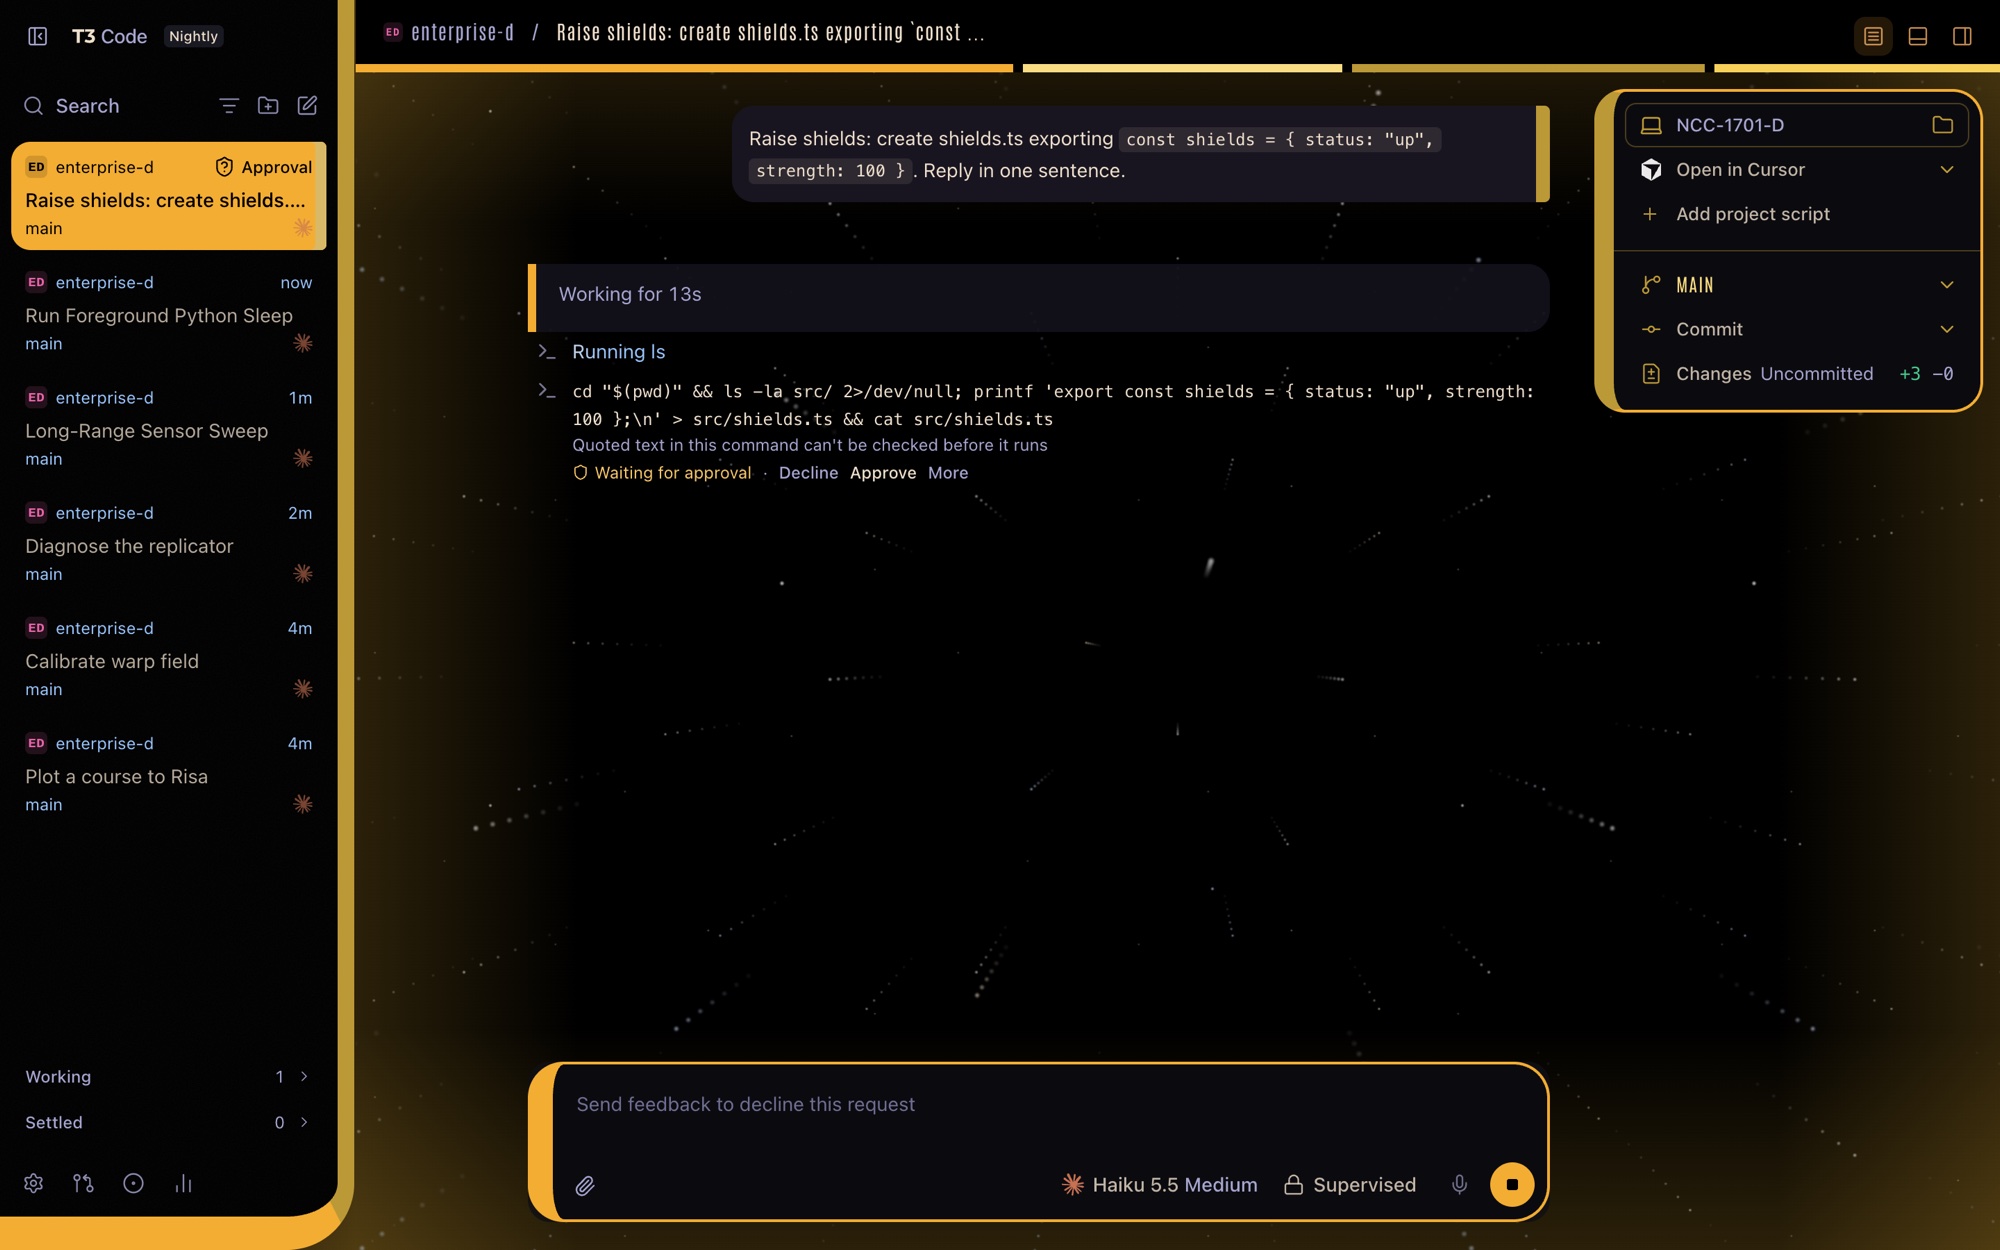 T3 Code Nightly
Search
ED enterprise-d Approval
Raise shields: create shields....
main
ED enterprise-d now
Run Foreground Python Sleep
main
ED enterprise-d 1m
Long-Range Sensor Sweep
main
ED enterprise-d 2m
Diagnose the replicator
main
ED enterprise-d 4m
Calibrate warp field
main
ED enterprise-d 4m
Plot a course to Risa
main
Working 1
Settled 0
ED enterprise-d / Raise shields: create shields.ts exporting `const ...
Raise shields: create shields.ts exporting const shields = { status: "up",
strength: 100 } . Reply in one sentence.
Working for 13s
Running ls
cd "$(pwd)" && ls -la src/ 2>/dev/null; printf 'export const shields = { status: "up", strength:
100 };\n' > src/shields.ts && cat src/shields.ts
Quoted text in this command can't be checked before it runs
Waiting for approval · Decline Approve More
Send feedback to decline this request
Haiku 5.5 Medium Supervised
NCC-1701-D
Open in Cursor
Add project script
MAIN
Commit
Changes Uncommitted +3 -0